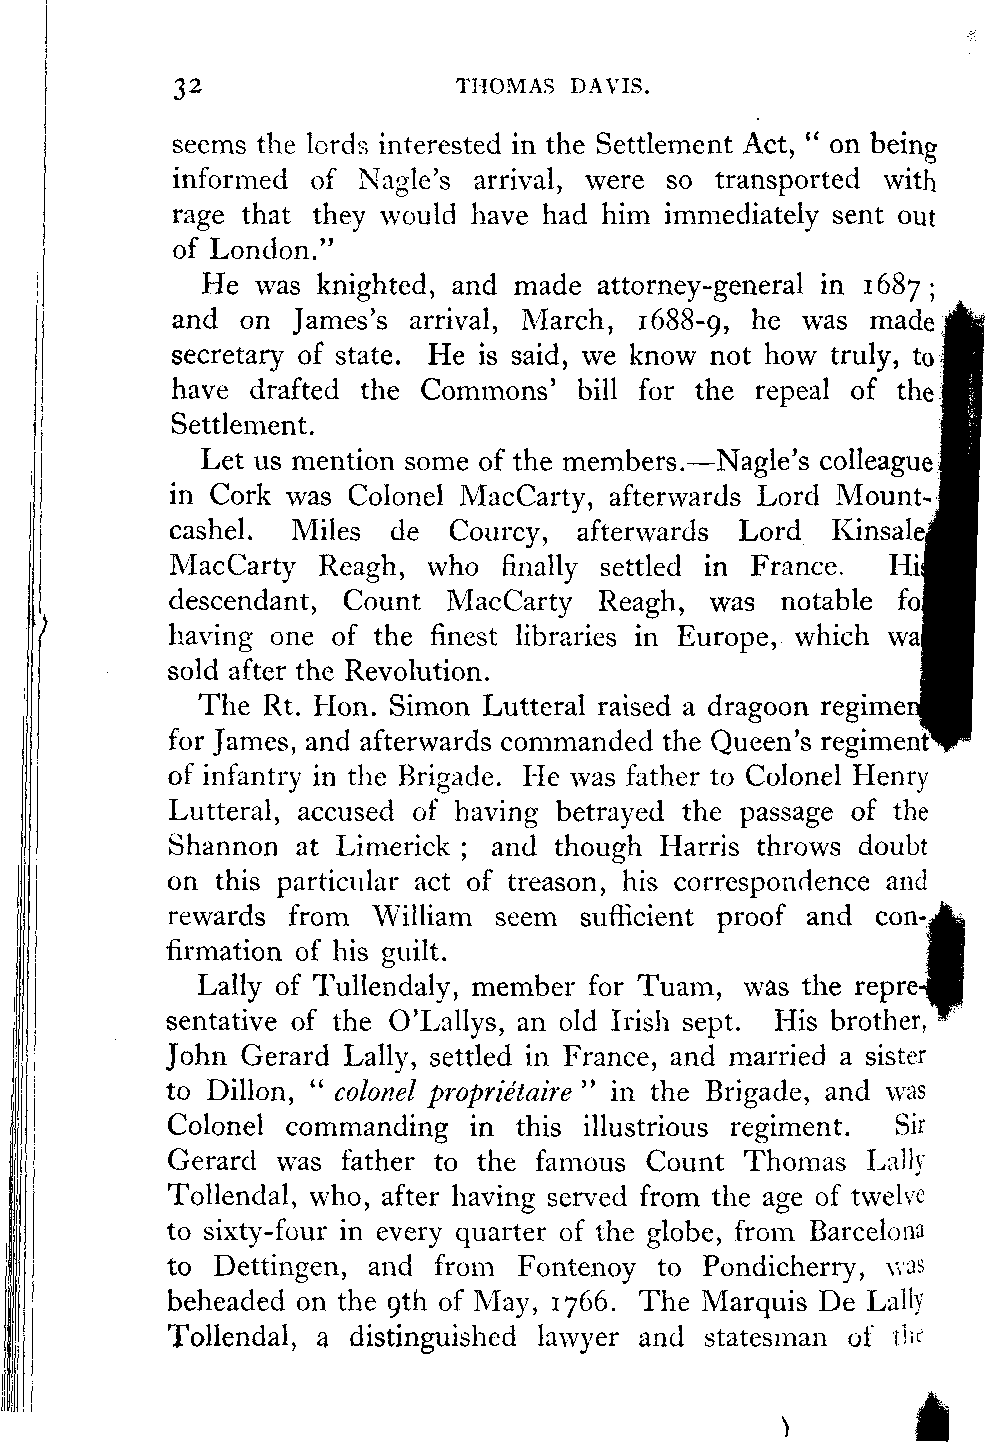 32 THOMAS DAVIS.
seems the lords interested in the Settlement Act, " on being
informed of Nagle's arrival, were so transported with
rage that they would have had him immediately sent out
of London."
He was knighted, and made attorney-general in 1687 ;
and on James's arrival, March, 1688-9, he was made
secretary of state. He is said, we know not how truly, to
have drafted the Commons' bill for the repeal of the
Settlement.
Let us mention some of the members.—Nagle's colleague
in Cork was Colonel MacCarty, afterwards Lord Mount-
cashel. Miles de Courcy, afterwards Lord Kinsale
MacCarty Reagh, who finally settled in France. His
descendant, Count MacCarty Reagh, was notable fo
having one of the finest libraries in Europe, which wa
sold after the Revolution.
The Rt. Hon. Simon Lutteral raised a dragoon regimen
for James, and afterwards commanded the Queen's regiment
of infantry in the Brigade. He was father to Colonel Henry
Lutteral, accused of having betrayed the passage of the
Shannon at Limerick ; and though Harris throws doubt
on this particular act of treason, his correspondence and
rewards from William seem sufficient proof and con-
firmation of his guilt.
Lally of Tullendaly, member for Tuam, was the repre-
sentative of the O'Lallys, an old Irish sept. His brother,
John Gerard Lally, settled in France, and married a sister
to Dillon, " colonel propriétaire " in the Brigade, and was
Colonel commanding in this illustrious regiment. Sir
Gerard was father to the famous Count Thomas Lally
Tollendal, who, after having served from the age of twelve
to sixty-four in every quarter of the globe, from Barcelona
to Dettingen, and from Fontenoy to Pondicherry, was
beheaded on the 9th of May, 1766. The Marquis De Lally
Tollendal, a distinguished lawyer and statesman of the